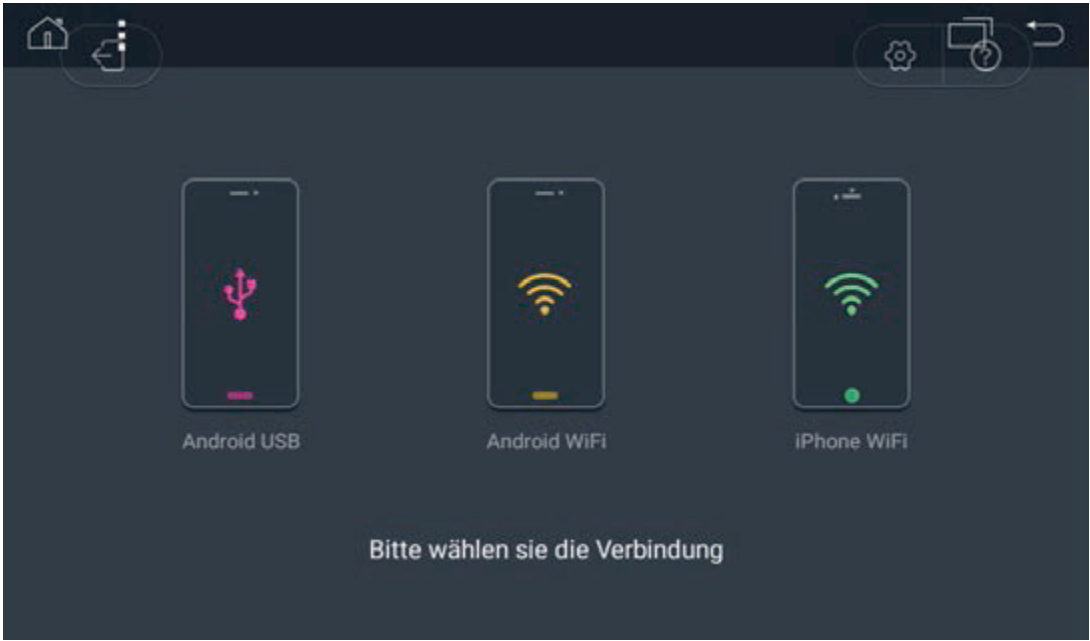 Android USB
Android WiFi
iPhone WiFi
Bitte wählen sie die Verbindung